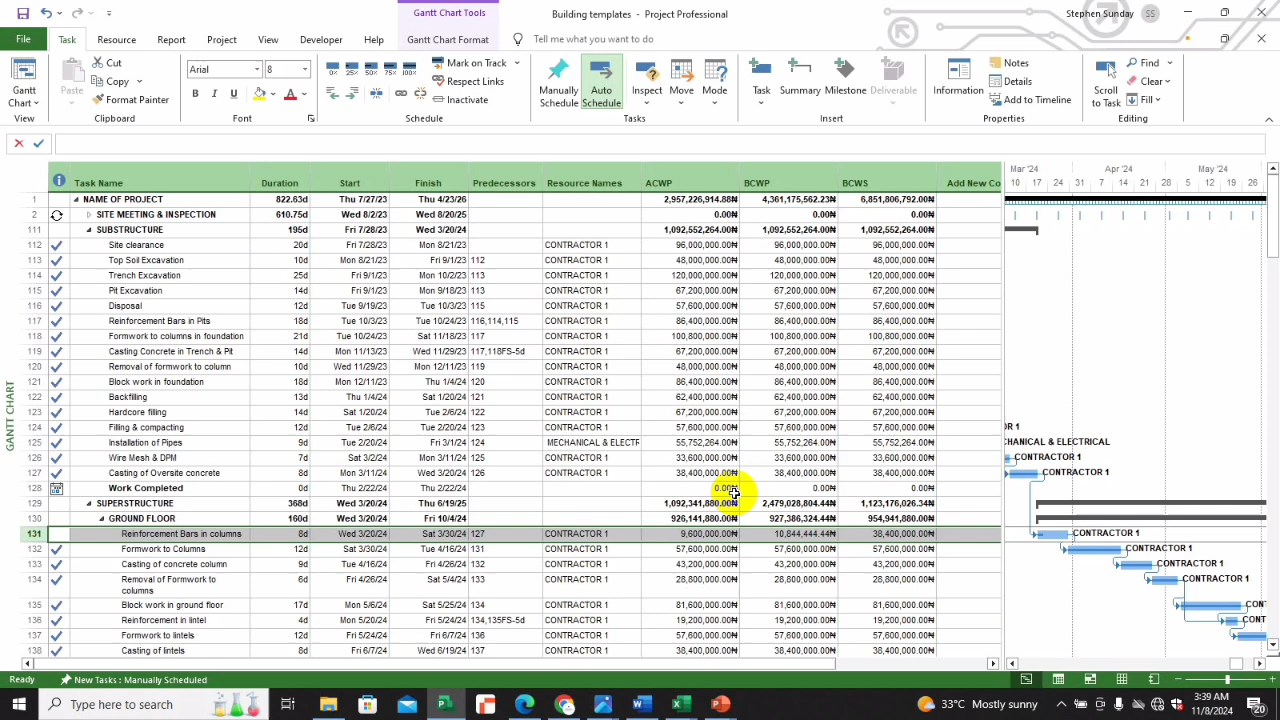 Gantt Chart Tools
Building templates - Project Professional
Stephen Sunday SS
File Task Resource Report Project View Developer Help Gantt Chart Format Tell me what you want to do
Gantt Chart
View
Paste
Cut
Copy
Format Painter
Clipboard
Arial 8
B I U A
Font
0% 25% 50% 75% 100%
Mark on Track
Respect Links
Inactivate
Schedule
Manually Schedule
Auto Schedule
Inspect
Move
Mode
Tasks
Task
Summary
Milestone
Deliverable
Insert
Information
Notes
Details
Add to Timeline
Properties
Scroll to Task
Find
Clear
Fill
Editing
Task Name Duration Start Finish Predecessors Resource Names ACWP BCWP BCWS Add New Co
Mar '24 Apr '24 May '24
10 17 24 31 7 14 21 28 5 12 19 26
1 NAME OF PROJECT 822.63d Thu 7/27/23 Thu 4/23/26 2,957,226,914.88₦ 4,361,175,562.23₦ 6,851,806,792.00₦
2 SITE MEETING & INSPECTION 610.75d Wed 8/2/23 Wed 8/20/25 0.00₦ 0.00₦ 0.00₦
111 SUBSTRUCTURE 195d Fri 7/28/23 Wed 3/20/24 1,092,552,264.00₦ 1,092,552,264.00₦ 1,092,552,264.00₦
112 Site clearance 20d Fri 7/28/23 Mon 8/21/23 CONTRACTOR 1 96,000,000.00₦ 96,000,000.00₦ 96,000,000.00₦
113 Top Soil Excavation 10d Mon 8/21/23 Fri 9/1/23 112 CONTRACTOR 1 48,000,000.00₦ 48,000,000.00₦ 48,000,000.00₦
114 Trench Excavation 25d Fri 9/1/23 Mon 10/2/23 113 CONTRACTOR 1 120,000,000.00₦ 120,000,000.00₦ 120,000,000.00₦
115 Pit Excavation 14d Fri 9/1/23 Mon 9/18/23 113 CONTRACTOR 1 67,200,000.00₦ 67,200,000.00₦ 67,200,000.00₦
116 Disposal 12d Tue 9/19/23 Tue 10/3/23 115 CONTRACTOR 1 57,600,000.00₦ 57,600,000.00₦ 57,600,000.00₦
117 Reinforcement Bars in Pits 18d Tue 10/3/23 Tue 10/24/23 116,114,115 CONTRACTOR 1 86,400,000.00₦ 86,400,000.00₦ 86,400,000.00₦
118 Formwork to columns in foundation 21d Tue 10/24/23 Sat 11/18/23 117 CONTRACTOR 1 100,800,000.00₦ 100,800,000.00₦ 100,800,000.00₦
119 Casting Concrete in Trench & Pit 14d Mon 11/13/23 Wed 11/29/23 117,118FS-5d CONTRACTOR 1 67,200,000.00₦ 67,200,000.00₦ 67,200,000.00₦
120 Removal of formwork to column 10d Wed 11/29/23 Mon 12/11/23 119 CONTRACTOR 1 48,000,000.00₦ 48,000,000.00₦ 48,000,000.00₦
121 Block work in foundation 18d Mon 12/11/23 Thu 1/4/24 120 CONTRACTOR 1 86,400,000.00₦ 86,400,000.00₦ 86,400,000.00₦
122 Backfilling 13d Thu 1/4/24 Sat 1/20/24 121 CONTRACTOR 1 62,400,000.00₦ 62,400,000.00₦ 62,400,000.00₦
123 Hardcore filling 14d Sat 1/20/24 Tue 2/6/24 122 CONTRACTOR 1 67,200,000.00₦ 67,200,000.00₦ 67,200,000.00₦
124 Filling & compacting 12d Tue 2/6/24 Tue 2/20/24 123 CONTRACTOR 1 57,600,000.00₦ 57,600,000.00₦ 57,600,000.00₦ OR 1
125 Installation of Pipes 9d Tue 2/20/24 Fri 3/1/24 124 MECHANICAL & ELECTR 55,752,264.00₦ 55,752,264.00₦ 55,752,264.00₦ CHANICAL & ELECTRICAL
126 Wire Mesh & DPM 7d Sat 3/2/24 Mon 3/11/24 125 CONTRACTOR 1 33,600,000.00₦ 33,600,000.00₦ 33,600,000.00₦ CONTRACTOR 1
127 Casting of Oversite concrete 8d Mon 3/11/24 Wed 3/20/24 126 CONTRACTOR 1 38,400,000.00₦ 38,400,000.00₦ 38,400,000.00₦ CONTRACTOR 1
128 Work Completed 0d Thu 2/22/24 Thu 2/22/24 0.00₦ 0.00₦ 0.00₦
129 SUPERSTRUCTURE 368d Wed 3/20/24 Thu 6/19/25 1,092,341,880.00₦ 2,479,028,804.44₦ 1,123,176,026.34₦
130 GROUND FLOOR 160d Wed 3/20/24 Fri 10/4/24 926,141,880.00₦ 927,386,324.44₦ 954,941,880.00₦
131 Reinforcement Bars in columns 8d Wed 3/20/24 Sat 3/30/24 127 CONTRACTOR 1 9,600,000.00₦ 10,844,444.44₦ 38,400,000.00₦ CONTRACTOR 1
132 Formwork to Columns 12d Sat 3/30/24 Tue 4/16/24 131 CONTRACTOR 1 57,600,000.00₦ 57,600,000.00₦ 57,600,000.00₦ CONTRACTOR 1
133 Casting of concrete column 9d Tue 4/16/24 Fri 4/26/24 132 CONTRACTOR 1 43,200,000.00₦ 43,200,000.00₦ 43,200,000.00₦ CONTRACTOR 1
134 Removal of Formwork to columns 6d Fri 4/26/24 Sat 5/4/24 133 CONTRACTOR 1 28,800,000.00₦ 28,800,000.00₦ 28,800,000.00₦ CONTRACTOR 1
135 Block work in ground floor 17d Mon 5/6/24 Sat 5/25/24 134 CONTRACTOR 1 81,600,000.00₦ 81,600,000.00₦ 81,600,000.00₦ CON
136 Reinforcement in lintel 4d Mon 5/20/24 Fri 5/24/24 134,135FS-5d CONTRACTOR 1 19,200,000.00₦ 19,200,000.00₦ 19,200,000.00₦ CONT
137 Formwork to lintels 12d Fri 5/24/24 Fri 6/7/24 136 CONTRACTOR 1 57,600,000.00₦ 57,600,000.00₦ 57,600,000.00₦
138 Casting of lintels 8d Fri 6/7/24 Wed 6/19/24 137 CONTRACTOR 1 38,400,000.00₦ 38,400,000.00₦ 38,400,000.00₦
GANTT CHART
Ready New Tasks : Manually Scheduled
Type here to search
33°C Mostly sunny
3:39 AM
11/8/2024
20